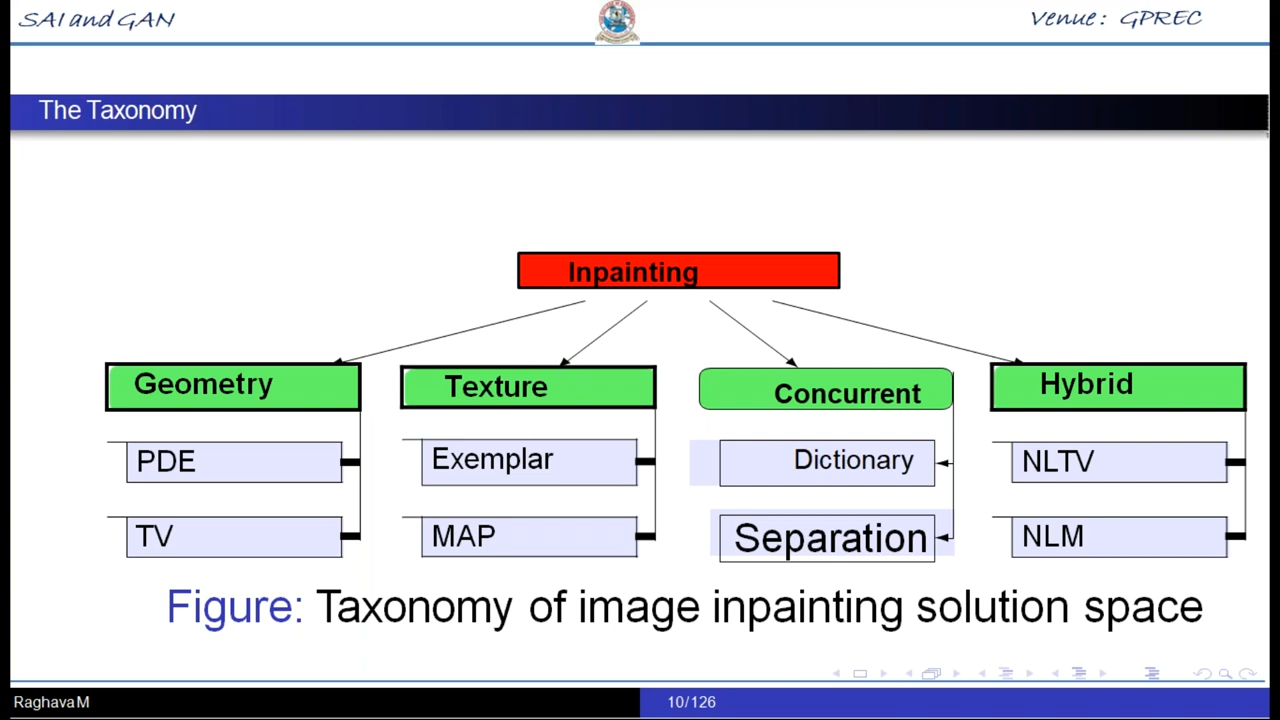 SAI and GAN
Venue: GPREC
The Taxonomy
Inpainting
Geometry
Texture
Concurrent
Hybrid
PDE
Exemplar
Dictionary
NLTV
TV
MAP
Separation
NLM
Figure: Taxonomy of image inpainting solution space
Raghava M
10/126